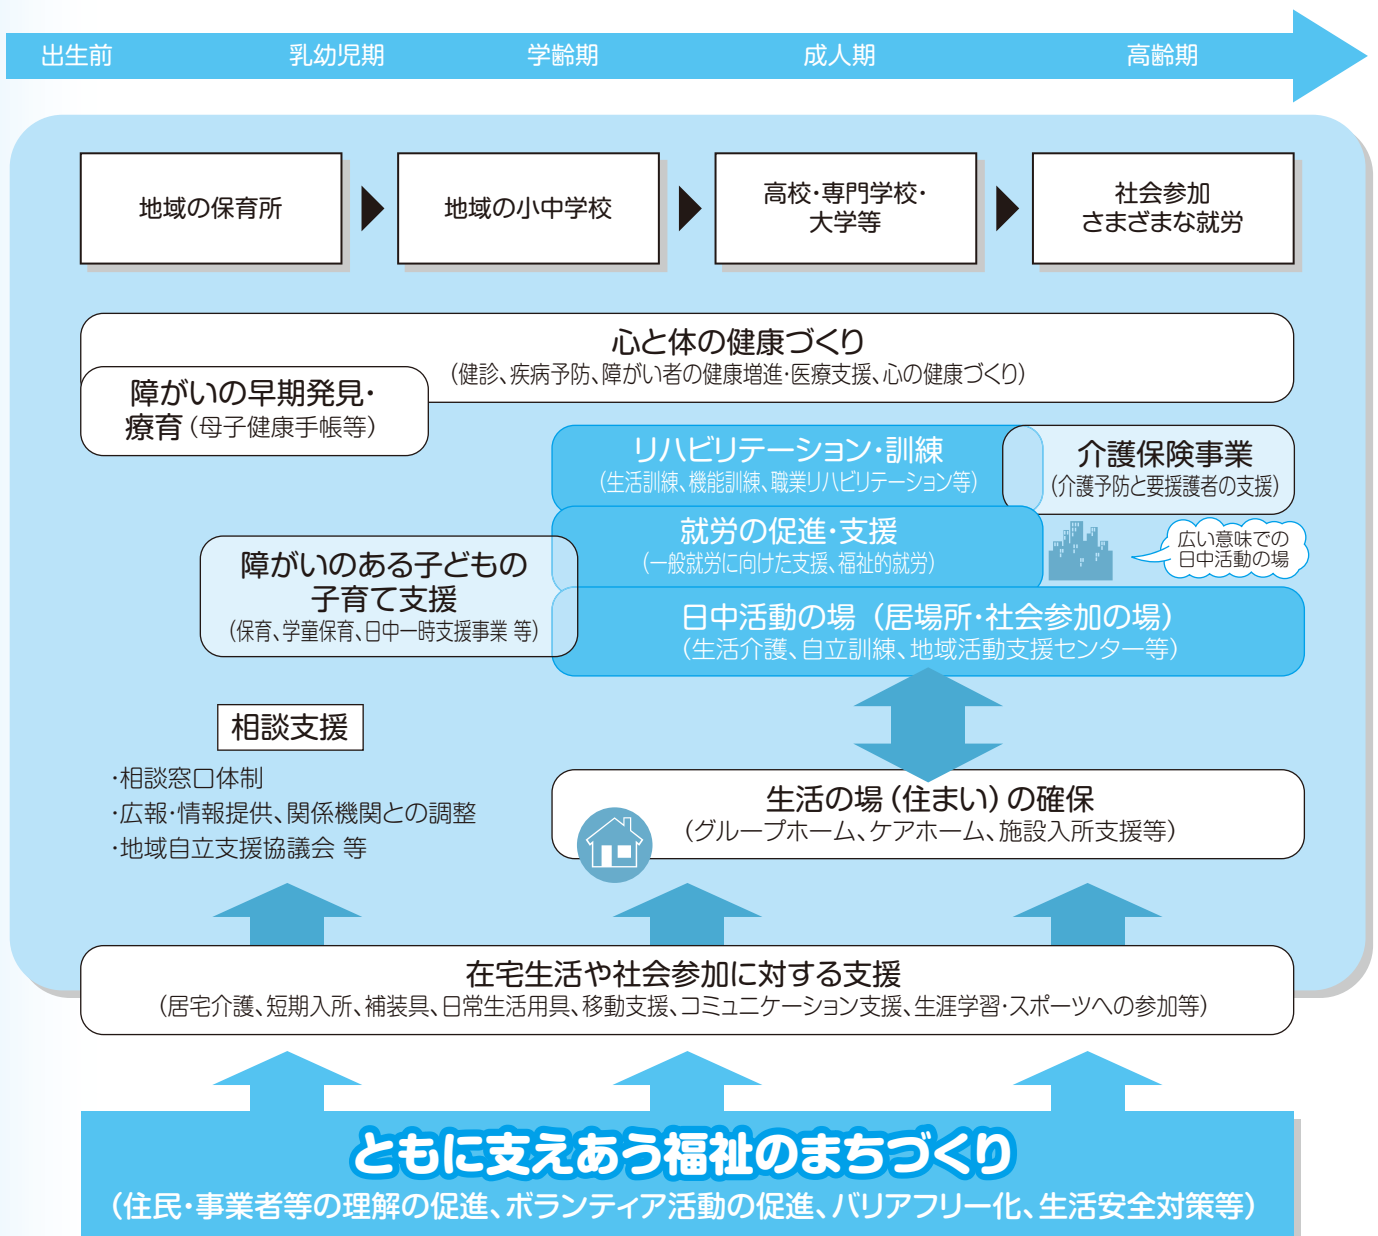 出生前 乳幼児期 学齢期 成人期 高齢期
地域の保育所
地域の小中学校
高校・専門学校・
大学等
社会参加
さまざまな就労
心と体の健康づくり
(健診、疾病予防、障がい者の健康増進・医療支援、心の健康づくり)
障がいの早期発見・
療育(母子健康手帳等)
リハビリテーション・訓練
(生活訓練、機能訓練、職業リハビリテーション等)
介護保険事業
(介護予防と要援護者の支援)
就労の促進・支援
(一般就労に向けた支援、福祉的就労)
広い意味での
日中活動の場
障がいのある子どもの
子育て支援
(保育、学童保育、日中一時支援事業 等)
日中活動の場(居場所・社会参加の場)
(生活介護、自立訓練、地域活動支援センター等)
相談支援
・相談窓口体制
・広報・情報提供、関係機関との調整
・地域自立支援協議会 等
生活の場(住まい)の確保
(グループホーム、ケアホーム、施設入所支援等)
在宅生活や社会参加に対する支援
(居宅介護、短期入所、補装具、日常生活用具、移動支援、コミュニケーション支援、生涯学習・スポーツへの参加等)
ともに支えあう福祉のまちづくり
(住民・事業者等の理解の促進、ボランティア活動の促進、バリアフリー化、生活安全対策等)